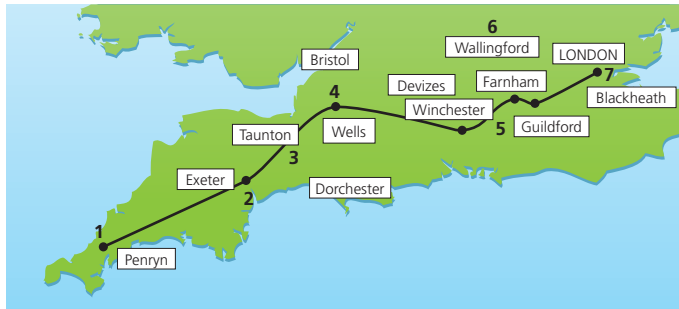 6
Wallingford
LONDON
Bristol
7
Devizes
Farnham
4
Blackheath
Winchester
Taunton
Wells
5
Guildford
3
Exeter
Dorchester
2
1
Penryn